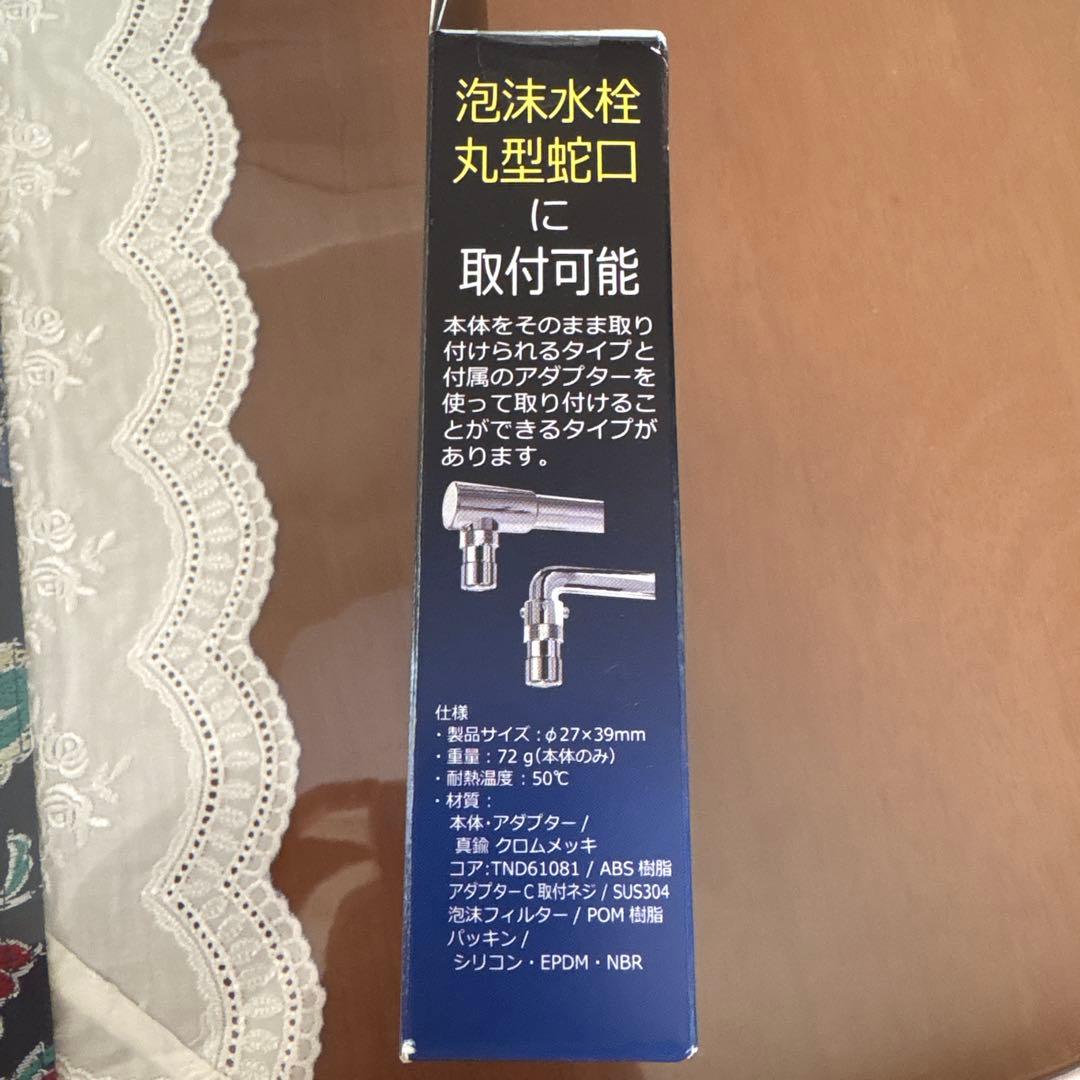 泡沫水栓
丸型蛇口
に
取付可能
本体をそのまま取り
付けられるタイプと
付属のアダプターを
使って取り付けるこ
とができるタイプが
あります。
仕様
・製品サイズ：φ27×39mm
・重量：72 g(本体のみ)
・耐熱温度：50℃
・材質：
本体・アダプター /
真鍮 クロムメッキ
コア:TND61081 / ABS 樹脂
アダプターC 取付ネジ / SUS304
泡沫フィルター / POM 樹脂
パッキン /
シリコン・EPDM・NBR